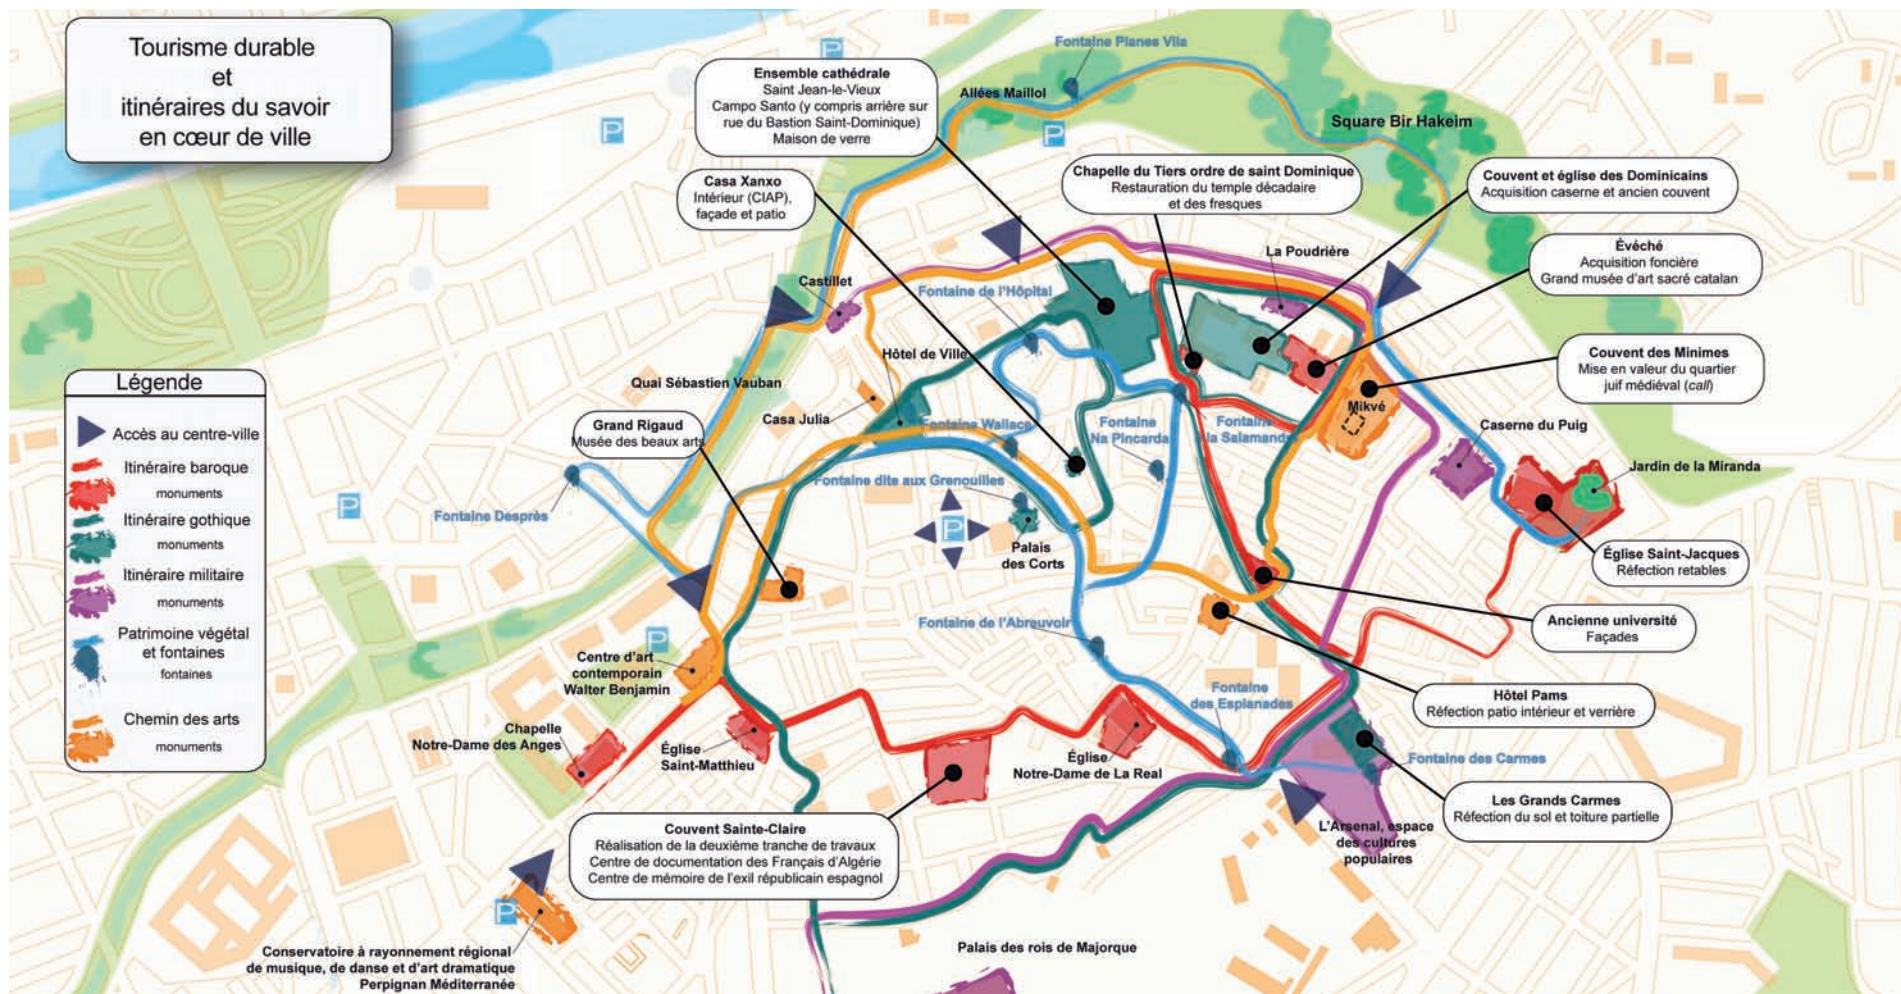 Tourisme durable
et
itinéraires du savoir
en cœur de ville
P
Fontaine Planes Vila
Ensemble cathédrale
Saint Jean-le-Vieux
Campo Santo (y compris arrière sur
rue du Bastion Saint-Dominique)
Maison de verre
Allées Maillol
P
P
Square Bir Hakeim
Casa Xanxo
Intérieur (CIAP),
façade et patio
Chapelle du Tiers ordre de saint Dominique
Restauration du temple décadaire
et des fresques
Couvent et église des Dominicains
Acquisition caserne et ancien couvent
La Poudrière
Évéché
Acquisition foncière
Grand musée d'art sacré catalan
Castillet
Fontaine de l'Hôpital
Hôtel de Ville
Couvent des Minimes
Mise en valeur du quartier
juif médiéval (call)
Mikvé
Quai Sébastien Vauban
Casa Julia
Grand Rigaud
Musée des beaux arts
Fontaine Wallace
Fontaine
Na Pincarda
Fontaine
la Salamandre
Caserne du Puig
Jardin de la Miranda
Fontaine dite aux Grenouilles
P
Fontaine Desprès
P
Palais
des Corts
Église Saint-Jacques
Réfection retables
Ancienne université
Façades
Fontaine de l'Abreuvoir
P
Centre d'art
contemporain
Walter Benjamin
Fontaine
des Esplanades
Hôtel Pams
Réfection patio intérieur et verrière
Chapelle
Notre-Dame des Anges
Église
Saint-Matthieu
Église
Notre-Dame de La Real
Fontaine des Carmes
Les Grands Carmes
Réfection du sol et toiture partielle
L'Arsenal, espace
des cultures
populaires
Couvent Sainte-Claire
Réalisation de la deuxième tranche de travaux
Centre de documentation des Français d'Algérie
Centre de mémoire de l'exil républicain espagnol
P
Conservatoire à rayonnement régional
de musique, de danse et d'art dramatique
Perpignan Méditerranée
Palais des rois de Majorque
Légende
Accès au centre-ville
Itinéraire baroque
monuments
Itinéraire gothique
monuments
Itinéraire militaire
monuments
Patrimoine végétal
et fontaines
fontaines
Chemin des arts
monuments